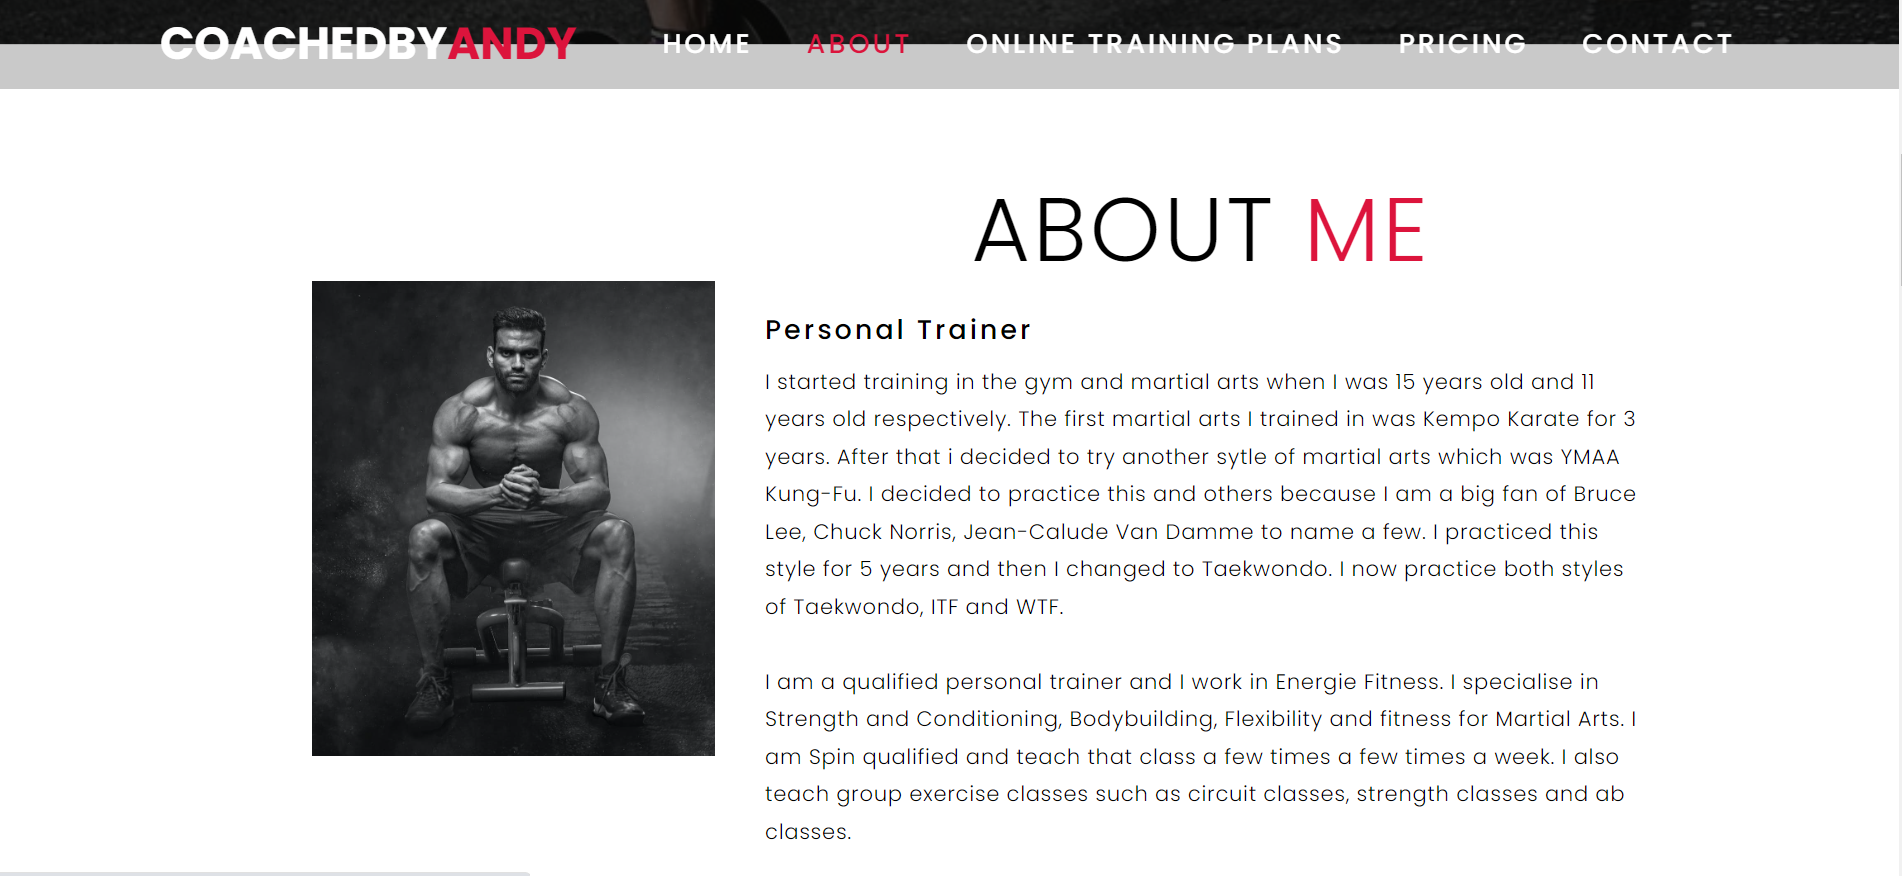 COACHEDBYANDY HOME ABOUT ONLINE TRAINING PLANS PRICING CONTACT
ABOUT ME
Personal Trainer
I started training in the gym and martial arts when I was 15 years old and 11
years old respectively. The first martial arts I trained in was Kempo Karate for 3
years. After that i decided to try another sytle of martial arts which was YMAA
Kung-Fu. I decided to practice this and others because I am a big fan of Bruce
Lee, Chuck Norris, Jean-Calude Van Damme to name a few. I practiced this
style for 5 years and then I changed to Taekwondo. I now practice both styles
of Taekwondo, ITF and WTF.
I am a qualified personal trainer and I work in Energie Fitness. I specialise in
Strength and Conditioning, Bodybuilding, Flexibility and fitness for Martial Arts. I
am Spin qualified and teach that class a few times a few times a week. I also
teach group exercise classes such as circuit classes, strength classes and ab
classes.